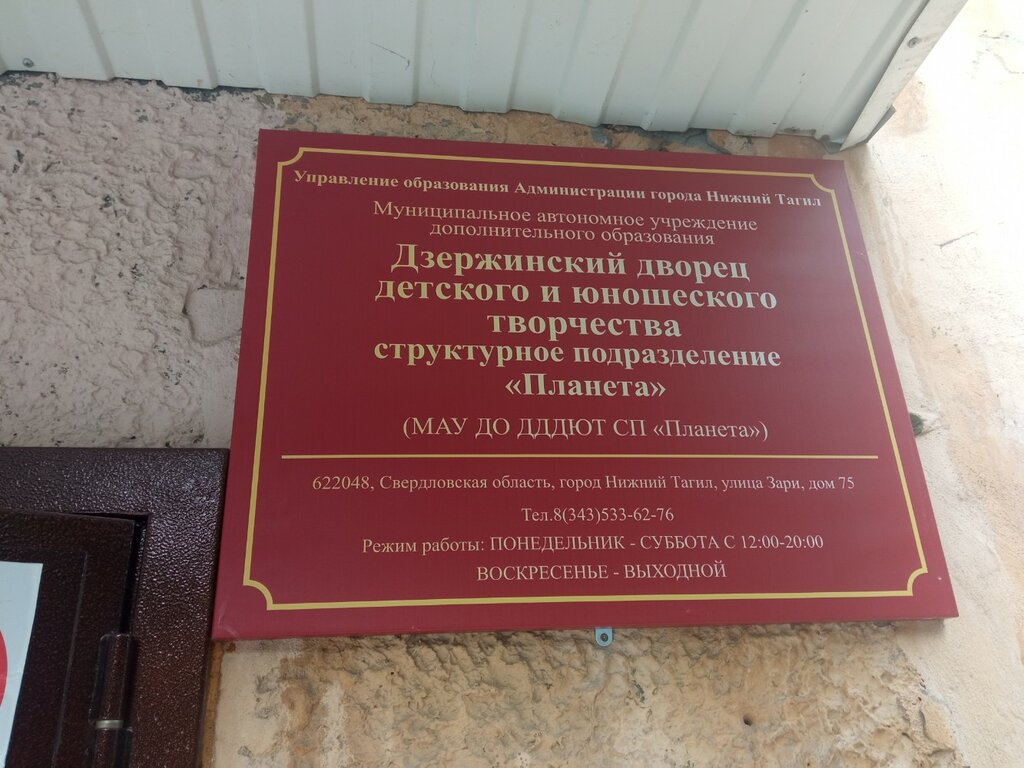 Управление образования Администрации города Нижний Тагил
Муниципальное автономное учреждение
дополнительного образования
Дзержинский дворец
детского и юношеского
творчества
структурное подразделение
«Планета»
(МАУ ДО ДДДЮТ СП «Планета»)
622048, Свердловская область, город Нижний Тагил, улица Зари, дом 75
Тел.8(343)533-62-76
Режим работы: ПОНЕДЕЛЬНИК - СУББОТА С 12:00-20:00
ВОСКРЕСЕНЬЕ - ВЫХОДНОЙ